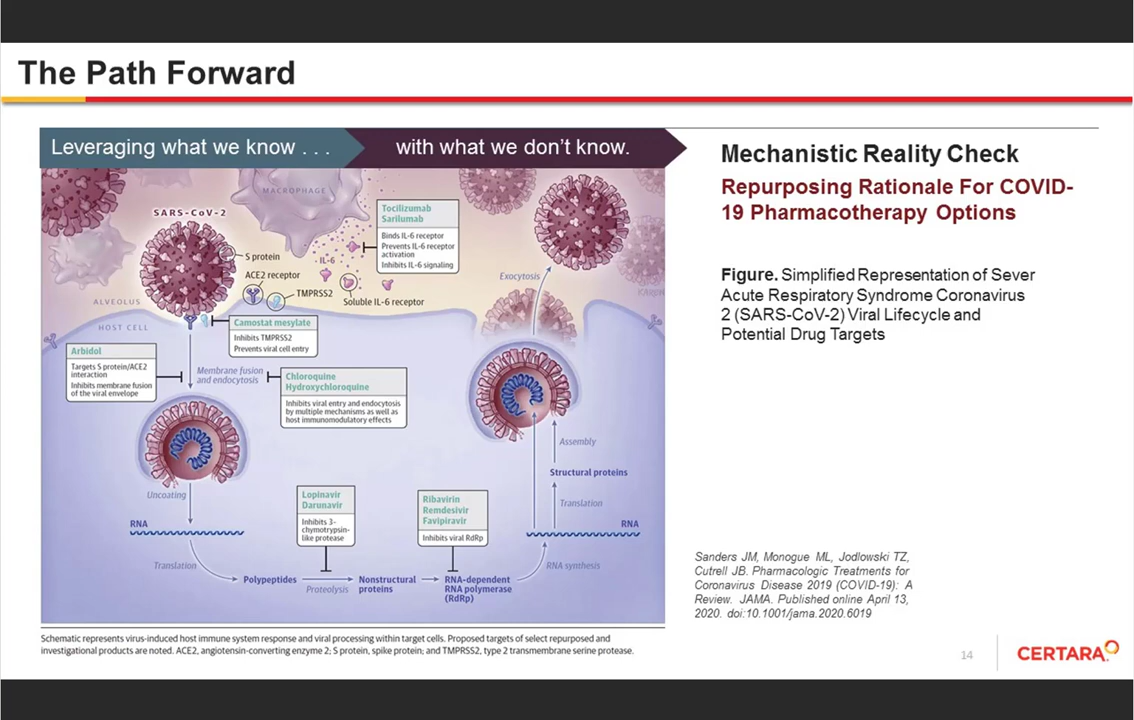 The Path Forward
Leveraging what we know . . .
with what we don't know.
Mechanistic Reality Check
Repurposing Rationale For COVID-
19 Pharmacotherapy Options
Figure. Simplified Representation of Sever
Acute Respiratory Syndrome Coronavirus
2 (SARS-CoV-2) Viral Lifecycle and
Potential Drug Targets
MACROPHAGE
SARS-CoV-2
S protein
ACE2 receptor
TMPRSS2
IL-6
Soluble IL-6 receptor
Tocilizumab
Sarilumab
Binds IL-6 receptor
Prevents IL-6 receptor
activation
Inhibits IL-6 signaling
Exocytosis
ALVEOLUS
HOST CELL
Camostat mesylate
Inhibits TMPRSS2
Prevents viral cell entry
Arbidol
Targets S protein/ACE2
interaction
Inhibits membrane fusion
of the viral envelope
Membrane fusion
and endocytosis
Chloroquine
Hydroxychloroquine
Inhibits viral entry and endocytosis
by multiple mechanisms as well as
host immunomodulatory effects
Assembly
Structural proteins
Translation
RNA
RNA synthesis
Uncoating
RNA
Translation
Polypeptides
Proteolysis
Nonstructural
proteins
RNA-dependent
RNA polymerase
(RdRp)
Lopinavir
Darunavir
Inhibits 3-
chymotrypsin-
like protease
Ribavirin
Remdesivir
Favipiravir
Inhibits viral RdRp
Schematic represents virus-induced host immune system response and viral processing within target cells. Proposed targets of select repurposed and
investigational products are noted. ACE2, angiotensin-converting enzyme 2; S protein, spike protein; and TMPRSS2, type 2 transmembrane serine protease.
Sanders JM, Monogue ML, Jodlowski TZ,
Cutrell JB. Pharmacologic Treatments for
Coronavirus Disease 2019 (COVID-19): A
Review. JAMA. Published online April 13,
2020. doi:10.1001/jama.2020.6019
14
CERTARA